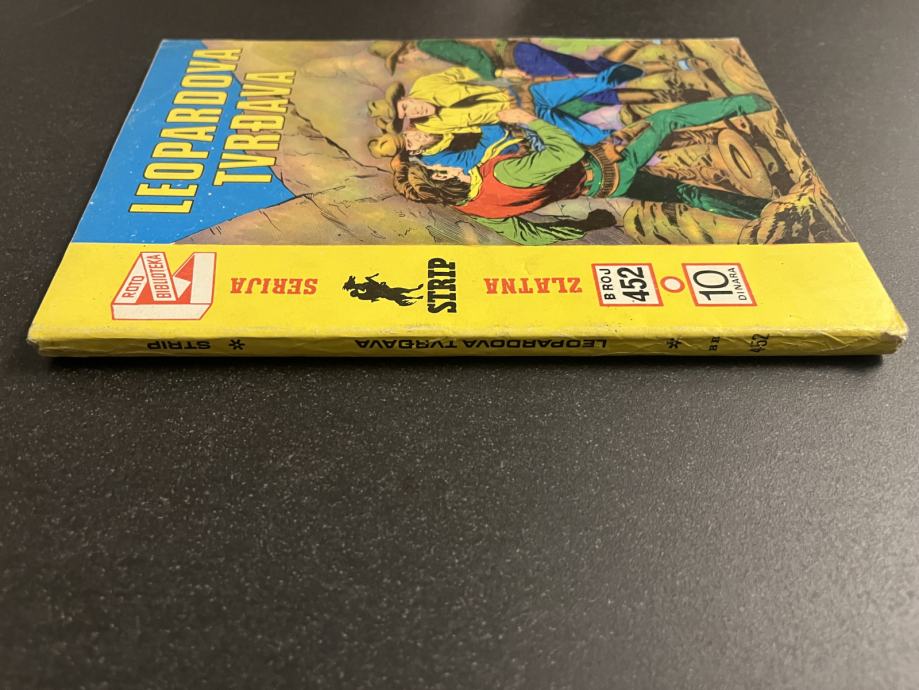 LEOPARDOVA
TVRĐAVA
ROTO
BIBLIOTEKA
ZLATNA
STRIP
SERIJA
BROJ
452
10
DINARA
STRIP
*
LEOPARDOVA TVRĐAVA
*
452